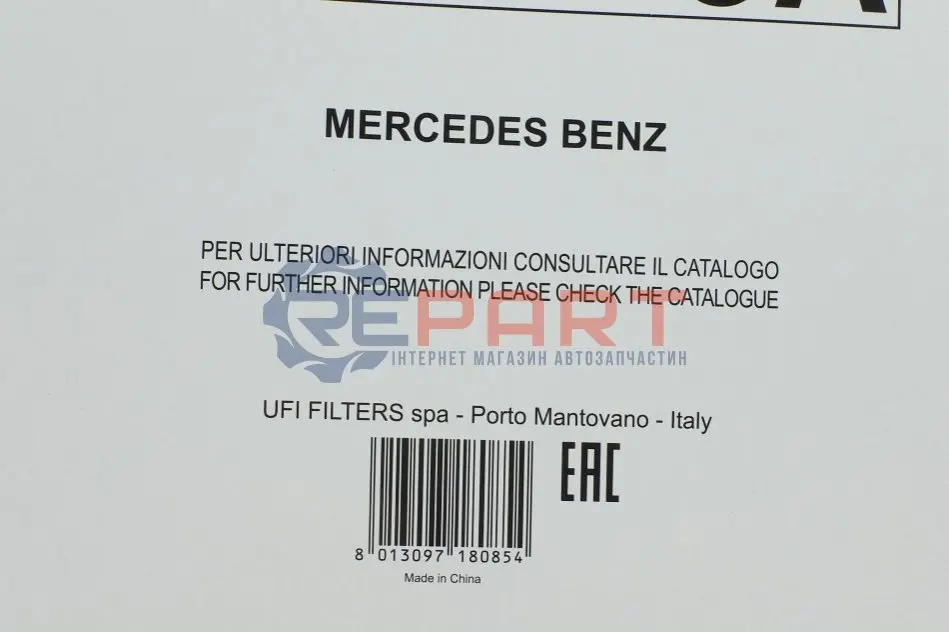 MERCEDES BENZ
PER ULTERIORI INFORMAZIONI CONSULTARE IL CATALOGO
FOR FURTHER INFORMATION PLEASE CHECK THE CATALOGUE
REPART
ІНТЕРНЕТ МАГАЗИН АВТОЗАПЧАСТИН
UFI FILTERS spa - Porto Mantovano - Italy
EAC
8 013097 180854
Made in China